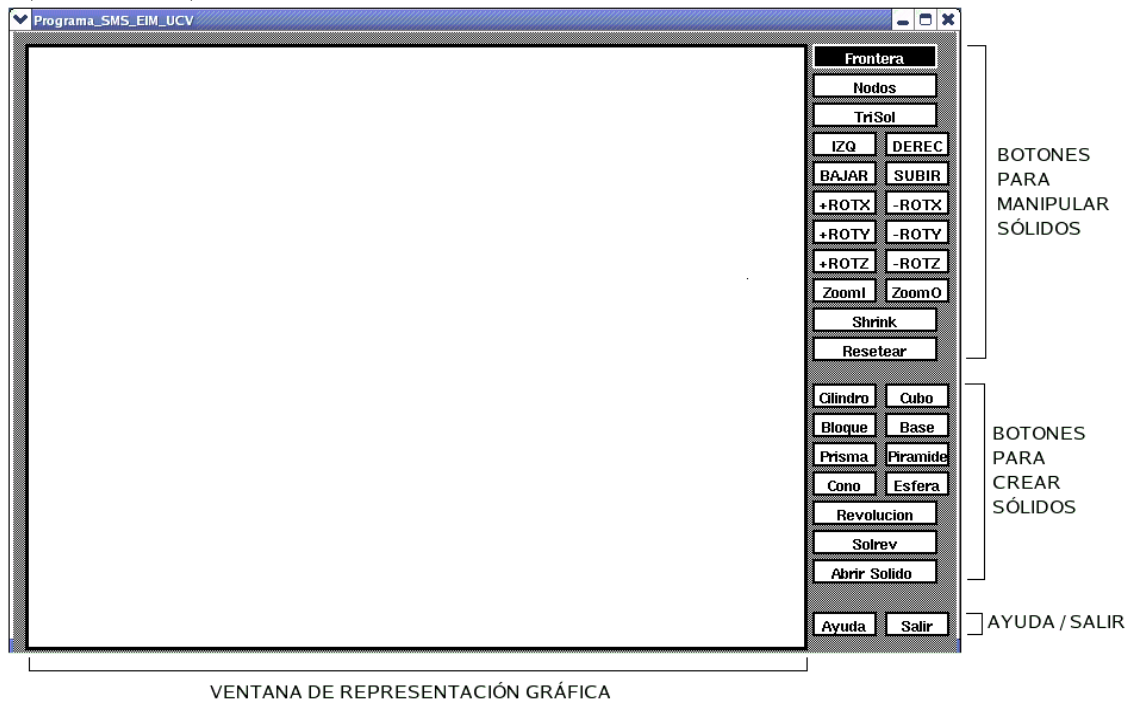 Programa_SMS_EIM_UCV
Frontera
Nodos
TriSol
IZQ DEREC
BAJAR SUBIR
+ROTX -ROTX
+ROTY -ROTY
+ROTZ -ROTZ
ZoomI ZoomO
Shrink
Resetear
BOTONES
PARA
MANIPULAR
SÓLIDOS
Cilindro Cubo
Bloque Base
Prisma Piramide
Cono Esfera
Revolucion
Solrev
Abrir Solido
BOTONES
PARA
CREAR
SÓLIDOS
Ayuda Salir
AYUDA / SALIR
VENTANA DE REPRESENTACIÓN GRÁFICA